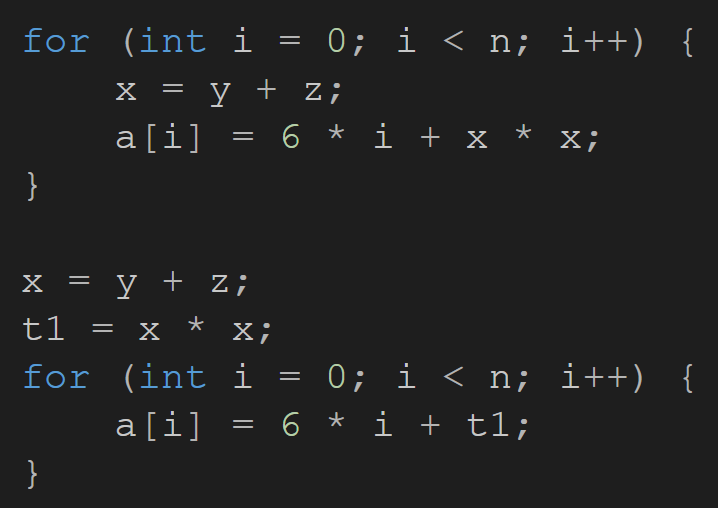 for (int i = 0; i < n; i++) {
    x = y + z;
    a[i] = 6 * i + x * x;
}

x = y + z;
t1 = x * x;
for (int i = 0; i < n; i++) {
    a[i] = 6 * i + t1;
}